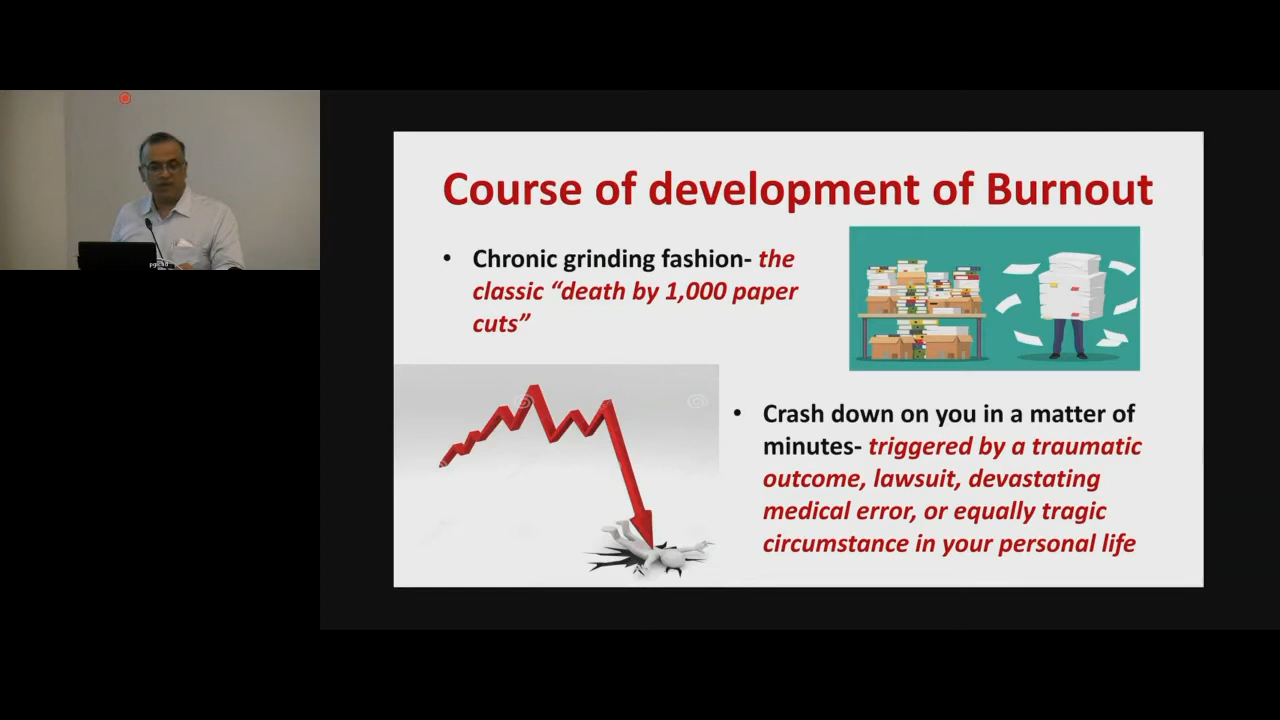 Course of development of Burnout
• Chronic grinding fashion- the
classic “death by 1,000 paper
cuts”
• Crash down on you in a matter of
minutes- triggered by a traumatic
outcome, lawsuit, devastating
medical error, or equally tragic
circumstance in your personal life